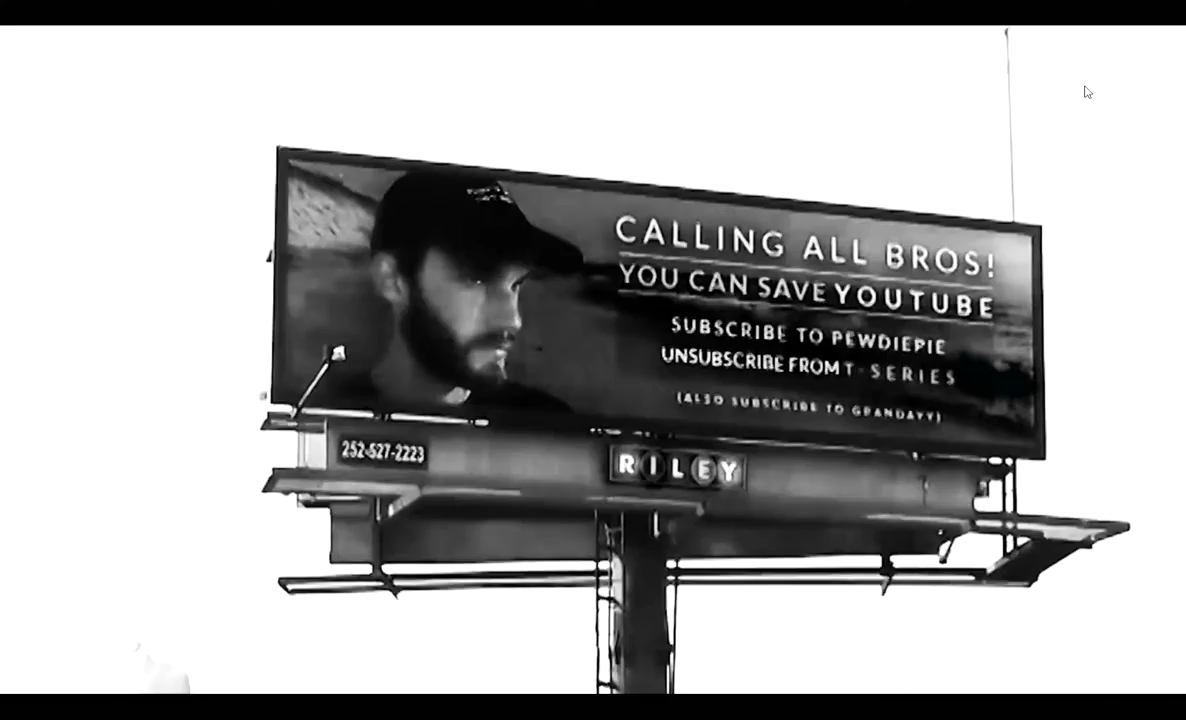 CALLING ALL BROS!
YOU CAN SAVE YOUTUBE
SUBSCRIBE TO PEWDIEPIE
UNSUBSCRIBE FROM T-SERIES
(ALSO SUBSCRIBE TO GRANDAYY)
252-527-2223
RILEY